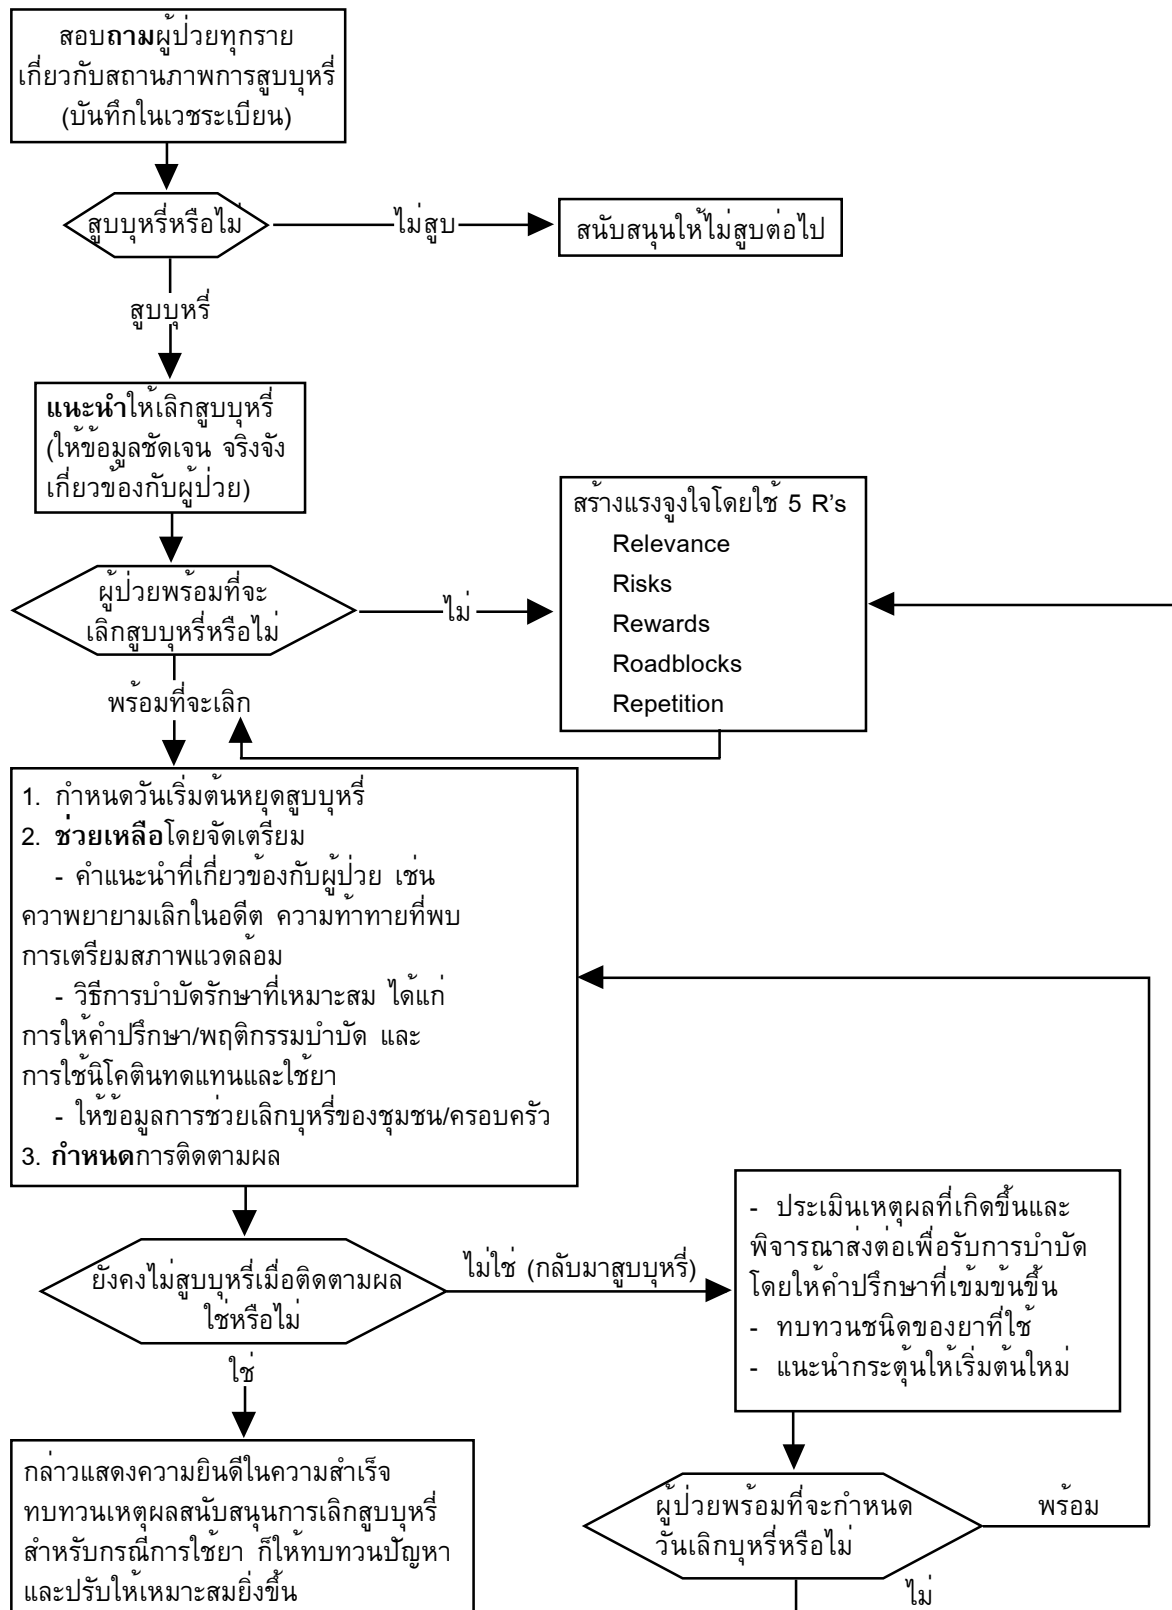 สอบถามผู้ป่วยทุกราย
เกี่ยวกับสถานภาพการสูบบุหรี่
(บันทึกในเวชระเบียน)
สูบบุหรี่หรือไม่
ไม่สูบ
สนับสนุนให้ไม่สูบต่อไป
สูบบุหรี่
แนะนำให้เลิกสูบบุหรี่
(ให้ข้อมูลชัดเจน จริงจัง
เกี่ยวข้องกับผู้ป่วย)
ผู้ป่วยพร้อมที่จะ
เลิกสูบบุหรี่หรือไม่
ไม่
สร้างแรงจูงใจโดยใช้ 5 R's
Relevance
Risks
Rewards
Roadblocks
Repetition
พร้อมที่จะเลิก
1. กำหนดวันเริ่มต้นหยุดสูบบุหรี่
2. ช่วยเหลือโดยจัดเตรียม
- คำแนะนำที่เกี่ยวข้องกับผู้ป่วย เช่น
ควาพยายามเลิกในอดีต ความท้าทายที่พบ
การเตรียมสภาพแวดล้อม
- วิธีการบำบัดรักษาที่เหมาะสม ได้แก่
การให้คำปรึกษา/พฤติกรรมบำบัด และ
การใช้นิโคตินทดแทนและใช้ยา
- ให้ข้อมูลการช่วยเลิกบุหรี่ของชุมชน/ครอบครัว
3. กำหนดการติดตามผล
ยังคงไม่สูบบุหรี่เมื่อติดตามผล
ใช่หรือไม่
ไม่ใช่ (กลับมาสูบบุหรี่)
- ประเมินเหตุผลที่เกิดขึ้นและ
พิจารณาส่งต่อเพื่อรับการบำบัด
โดยให้คำปรึกษาที่เข้มข้นขึ้น
- ทบทวนชนิดของยาที่ใช้
- แนะนำกระตุ้นให้เริ่มต้นใหม่
ใช่
กล่าวแสดงความยินดีในความสำเร็จ
ทบทวนเหตุผลสนับสนุนการเลิกสูบบุหรี่
สำหรับกรณีการใช้ยา ก็ให้ทบทวนปัญหา
และปรับให้เหมาะสมยิ่งขึ้น
ผู้ป่วยพร้อมที่จะกำหนด
วันเลิกบุหรี่หรือไม่
พร้อม
ไม่